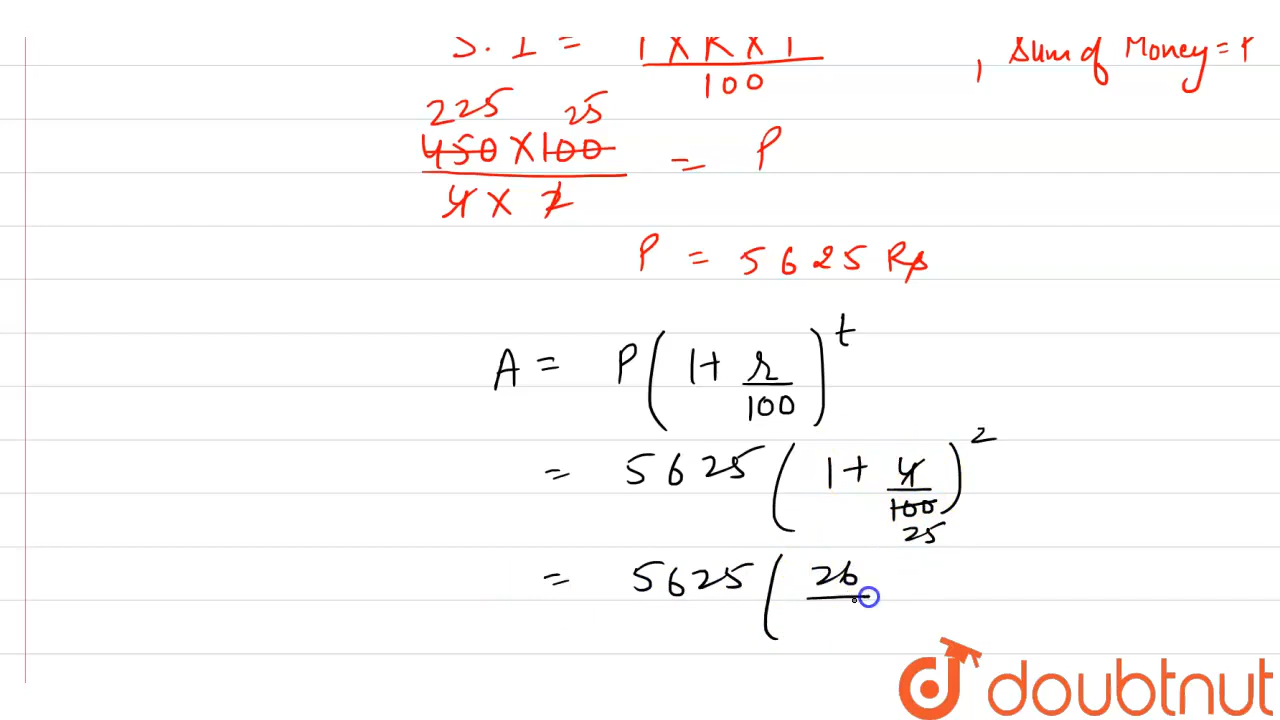 S. I = P X R X T , Sum of Money = P
100
225 25
450 X 100 = P
4 X 2
P = 5625 Rs
A = P ( 1 + r ) t
100
= 5625 ( 1 + 4 ) 2
100
25
= 5625 ( 26
doubtnut